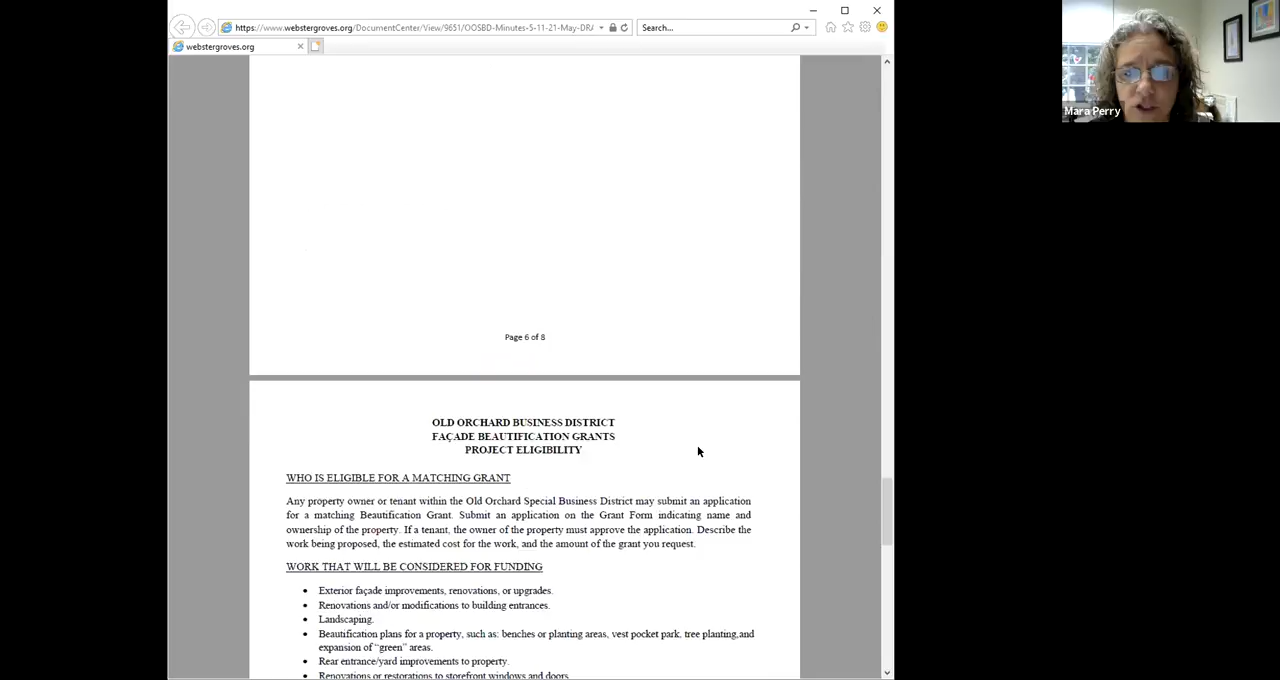 https://www.webstergroves.org/DocumentCenter/View/9651/OOSBD-Minutes-5-11-21-May-DRA
Search...
webstergroves.org
Mara Perry
Page 6 of 8
OLD ORCHARD BUSINESS DISTRICT
FAÇADE BEAUTIFICATION GRANTS
PROJECT ELIGIBILITY
WHO IS ELIGIBLE FOR A MATCHING GRANT
Any property owner or tenant within the Old Orchard Special Business District may submit an application
for a matching Beautification Grant. Submit an application on the Grant Form indicating name and
ownership of the property. If a tenant, the owner of the property must approve the application. Describe the
work being proposed, the estimated cost for the work, and the amount of the grant you request.
WORK THAT WILL BE CONSIDERED FOR FUNDING
• Exterior façade improvements, renovations, or upgrades.
• Renovations and/or modifications to building entrances.
• Landscaping.
• Beautification plans for a property, such as: benches or planting areas, vest pocket park, tree planting,and
expansion of “green” areas.
• Rear entrance/yard improvements to property.
• Renovations or restorations to storefront windows and doors.